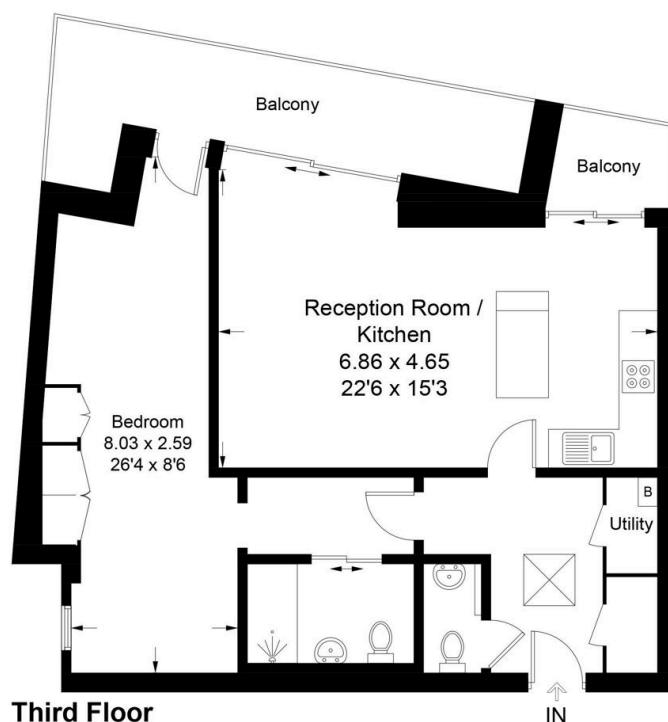 Balcony
Balcony
Reception Room /
Kitchen
6.86 x 4.65
22'6 x 15'3
Bedroom
8.03 x 2.59
26'4 x 8'6
B
Utility
Third Floor
IN